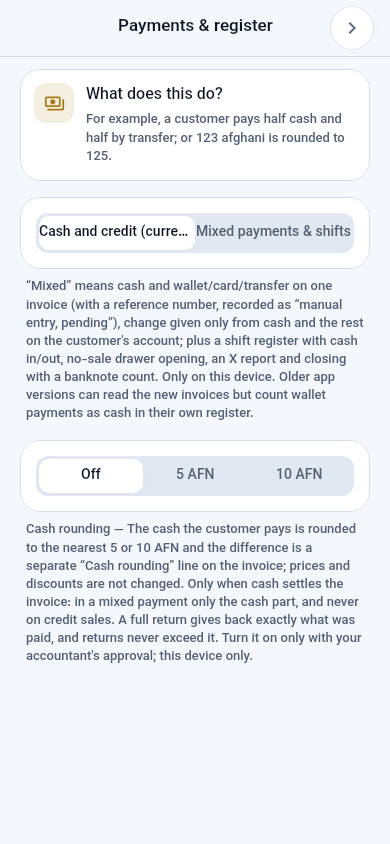 Payments & register
What does this do?
For example, a customer pays half cash and
half by transfer; or 123 afghani is rounded to
125.
Cash and credit (curre…
Mixed payments & shifts
“Mixed” means cash and wallet/card/transfer on one
invoice (with a reference number, recorded as “manual
entry, pending”), change given only from cash and the rest
on the customer's account; plus a shift register with cash
in/out, no-sale drawer opening, an X report and closing
with a banknote count. Only on this device. Older app
versions can read the new invoices but count wallet
payments as cash in their own register.
Off
5 AFN
10 AFN
Cash rounding — The cash the customer pays is rounded
to the nearest 5 or 10 AFN and the difference is a
separate “Cash rounding” line on the invoice; prices and
discounts are not changed. Only when cash settles the
invoice: in a mixed payment only the cash part, and never
on credit sales. A full return gives back exactly what was
paid, and returns never exceed it. Turn it on only with your
accountant's approval; this device only.